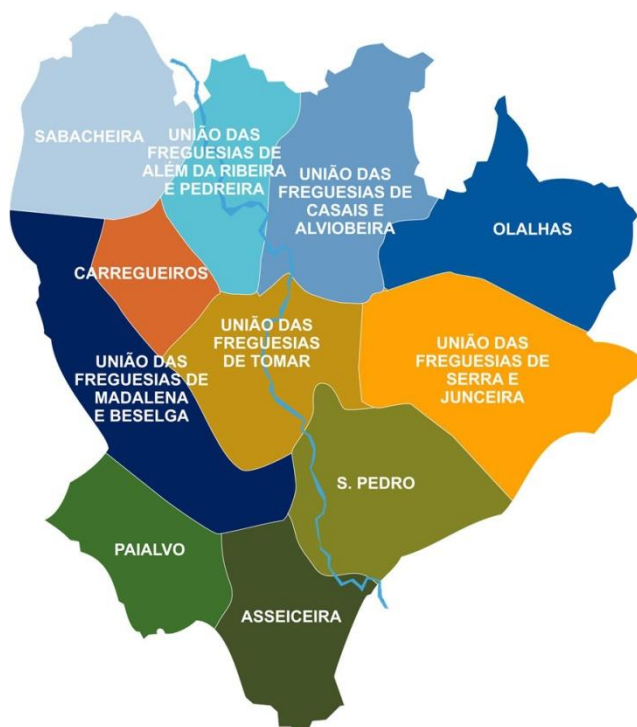 SABACHEIRA
UNIÃO DAS
FREGUESIAS DE
ALÉM DA RIBEIRA
E PEDREIRA
UNIÃO DAS
FREGUESIAS DE
CASAIS E
ALVIOBEIRA
OLALHAS
CARREGUEIROS
UNIÃO DAS
FREGUESIAS
DE TOMAR
UNIÃO DAS
FREGUESIAS DE
SERRA E
JUNCEIRA
UNIÃO DAS
FREGUESIAS DE
MADALENA
E BESELGA
S. PEDRO
PAIALVO
ASSEICEIRA